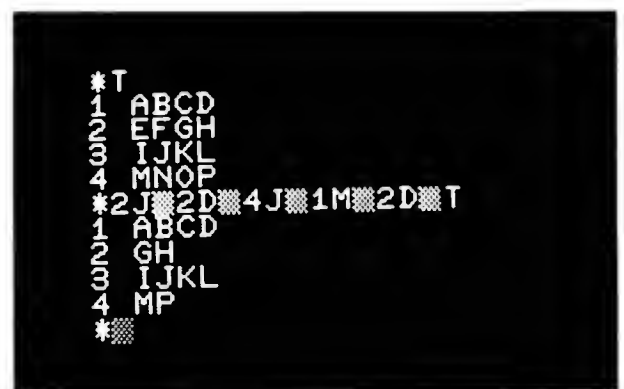 *T
1 ABCD
2 EFGH
3 IJKL
4 MNOP
*2J▒2D▒4J▒1M▒2D▒T
1 ABCD
2 GH
3 IJKL
4 MP
*▒